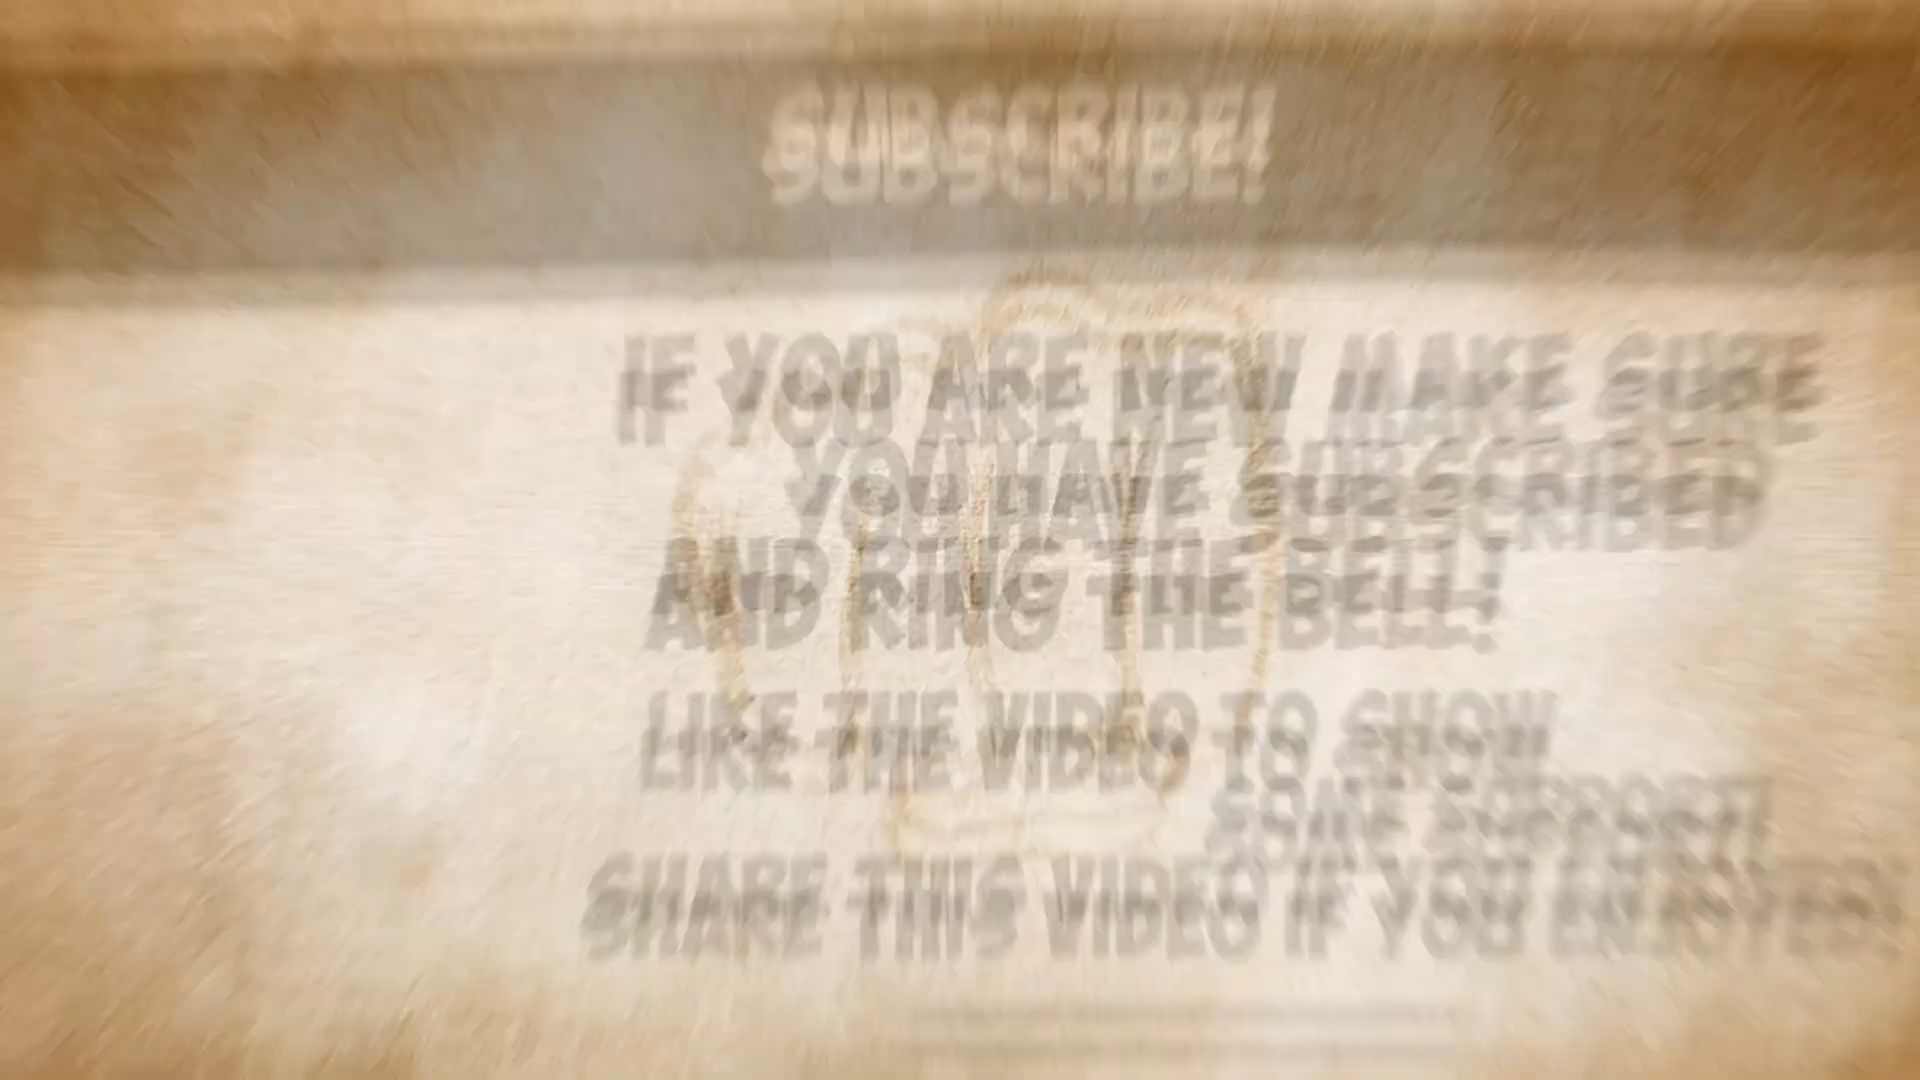 SUBSCRIBE!
IF YOU ARE NEW MAKE SURE
YOU HAVE SUBSCRIBED
AND RING THE BELL!
LIKE THE VIDEO TO SHOW
SOME SUPPORT!
SHARE THIS VIDEO IF YOU ENJOYED!